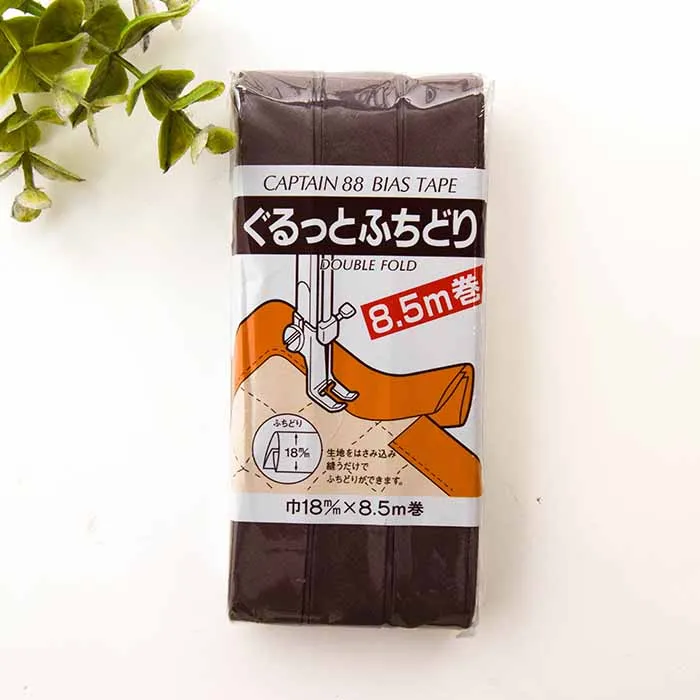 CAPTAIN 88 BIAS TAPE
ぐるっとふちどり
DOUBLE FOLD
8.5m巻
ふちどり
18m/m
生地をはさみ込み
縫うだけで
ふちどりができます。
巾18m/m×8.5m巻